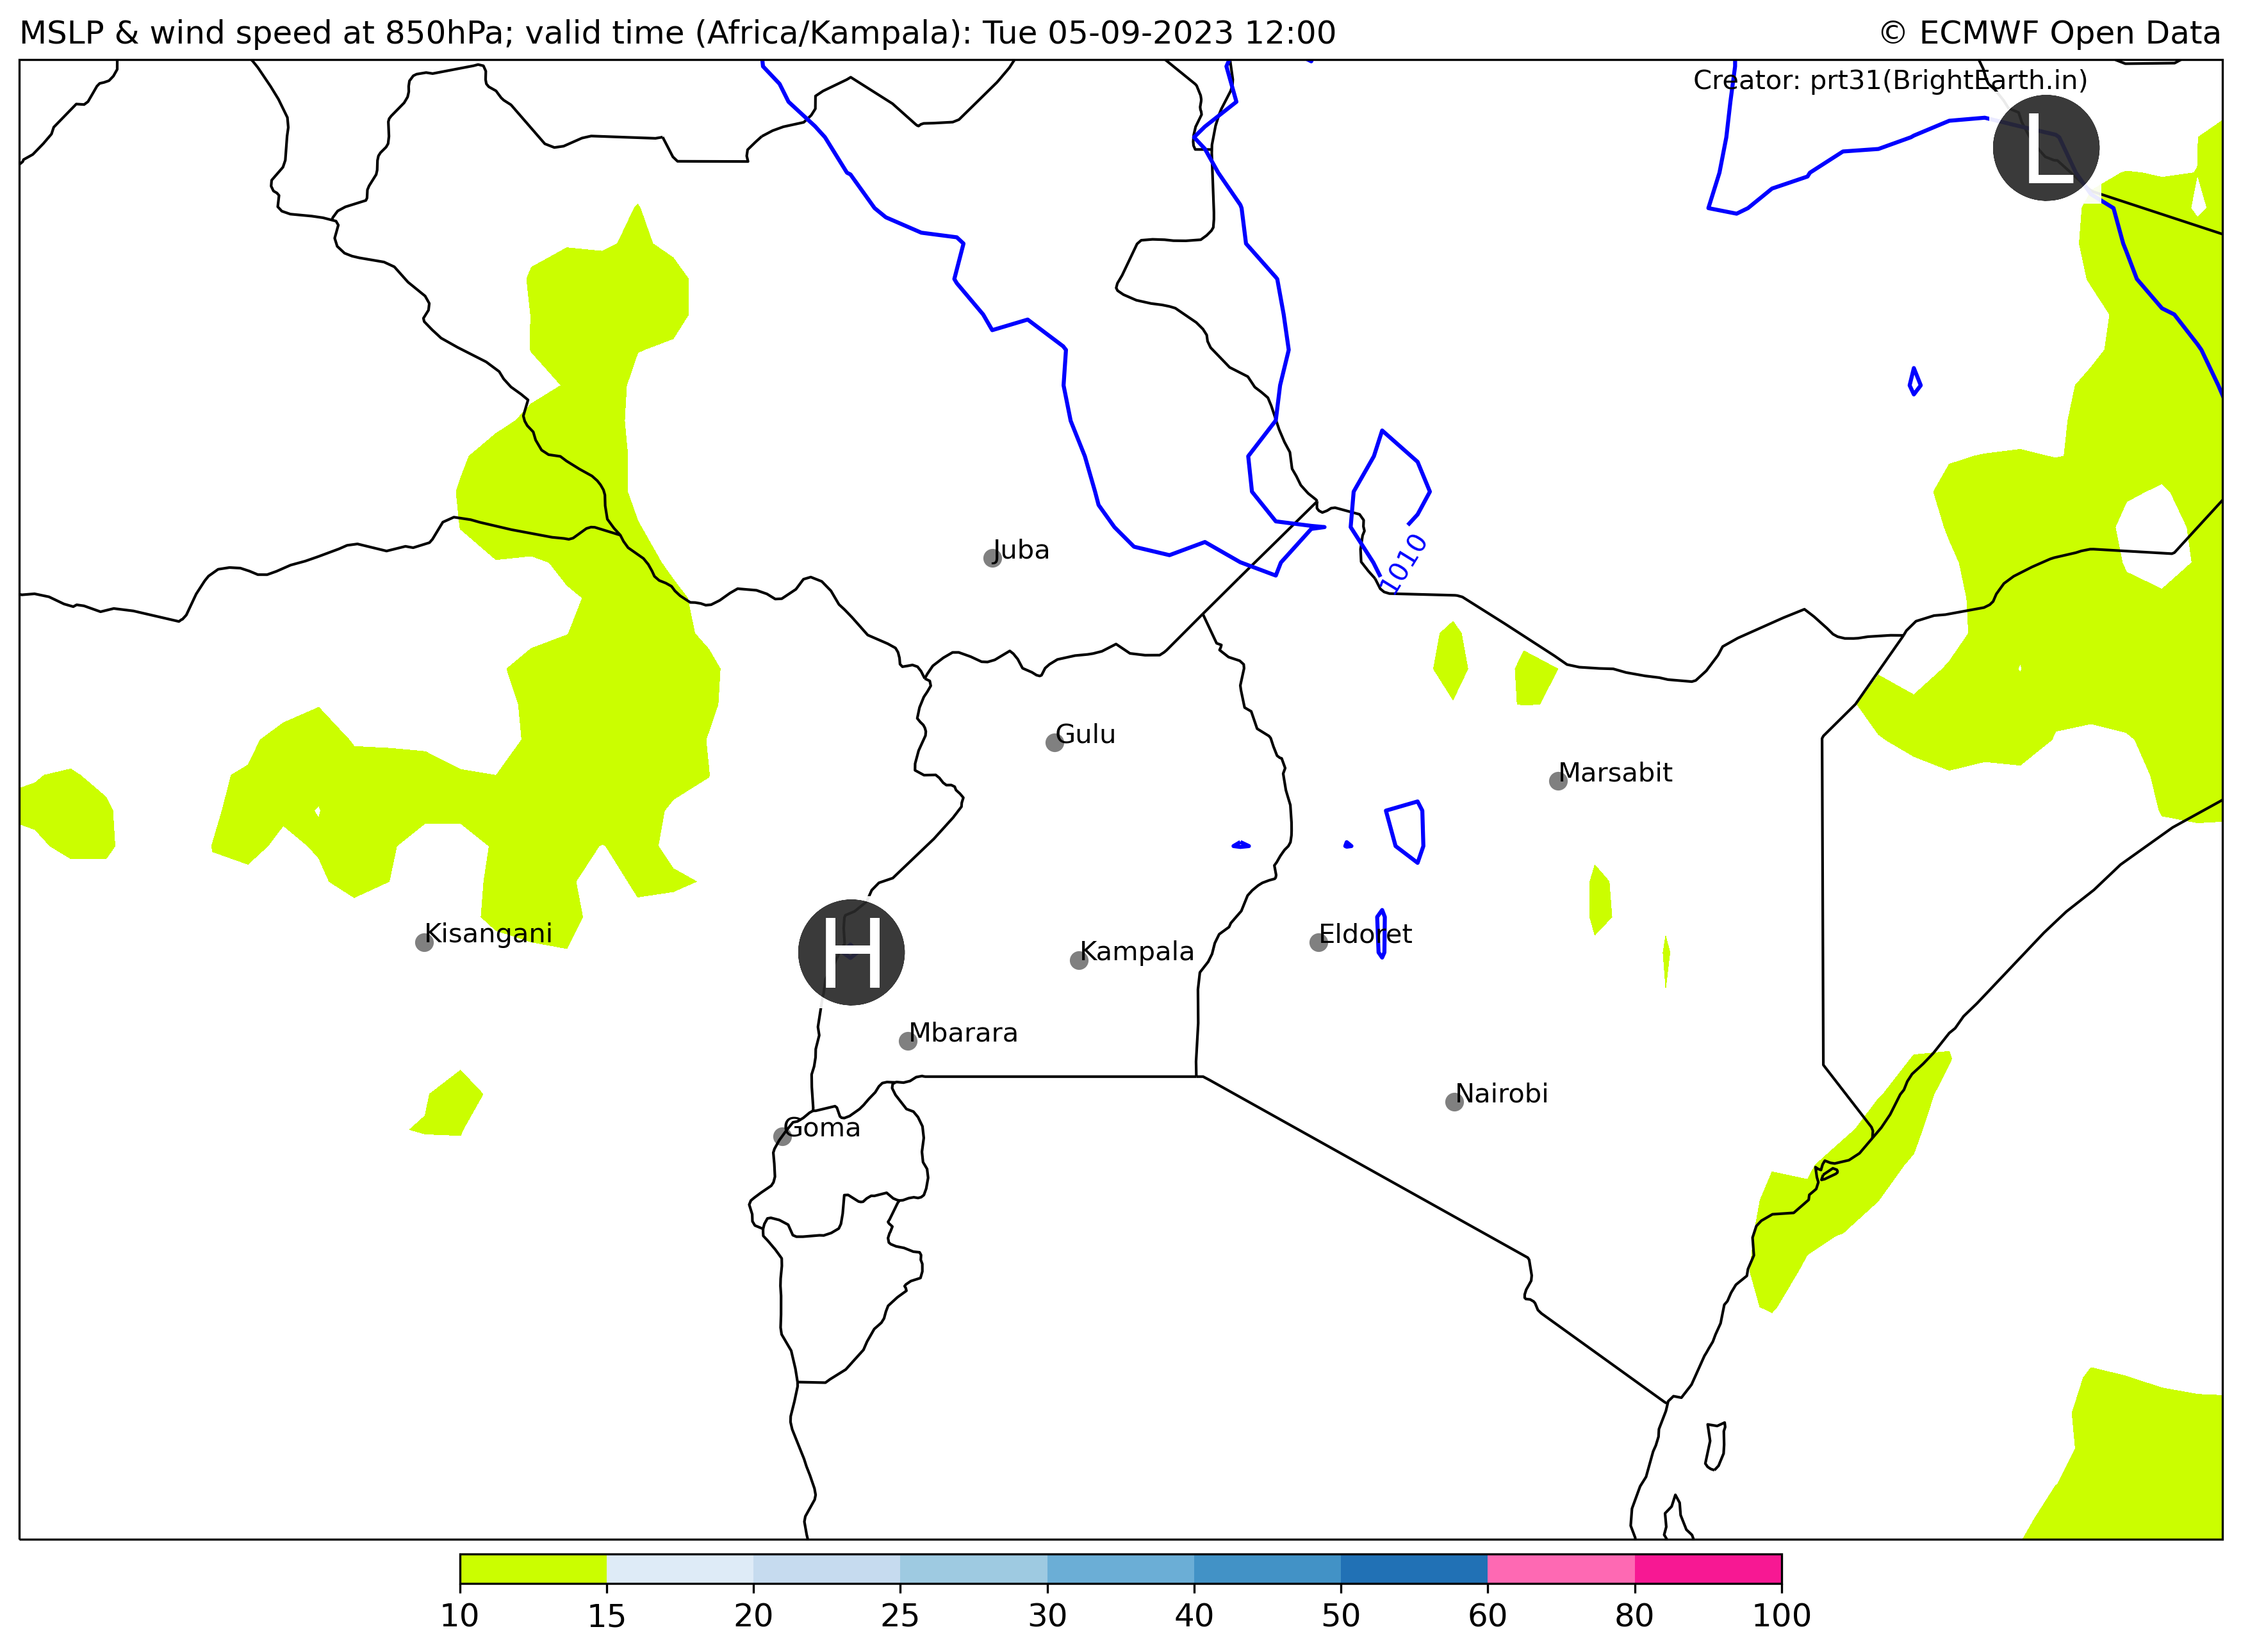 MSLP & wind speed at 850hPa; valid time (Africa/Kampala): Tue 05-09-2023 12:00
© ECMWF Open Data
Creator: prt31(BrightEarth.in)
L
Juba
1010
Gulu
Marsabit
Kisangani
H
Kampala
Eldoret
Mbarara
Nairobi
Goma
10 15 20 25 30 40 50 60 80 100